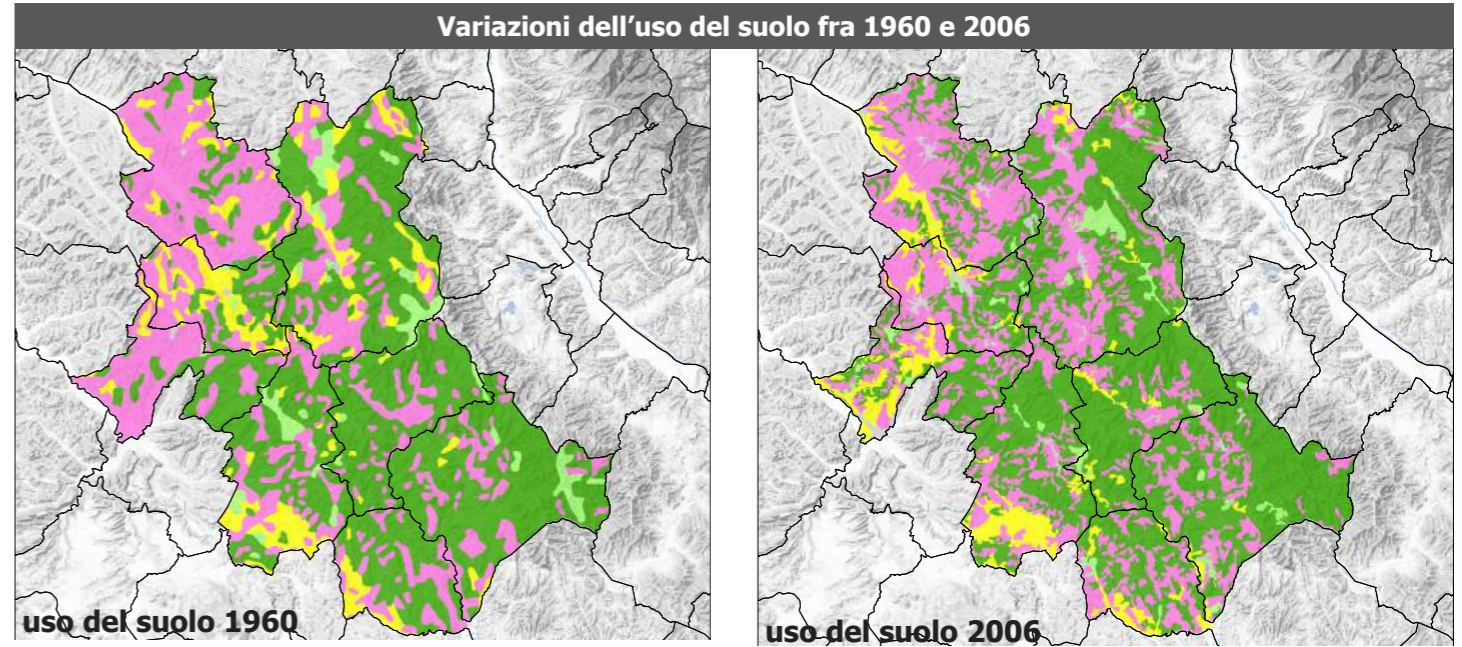 Variazioni dell'uso del suolo fra 1960 e 2006
uso del suolo 1960
uso del suolo 2006